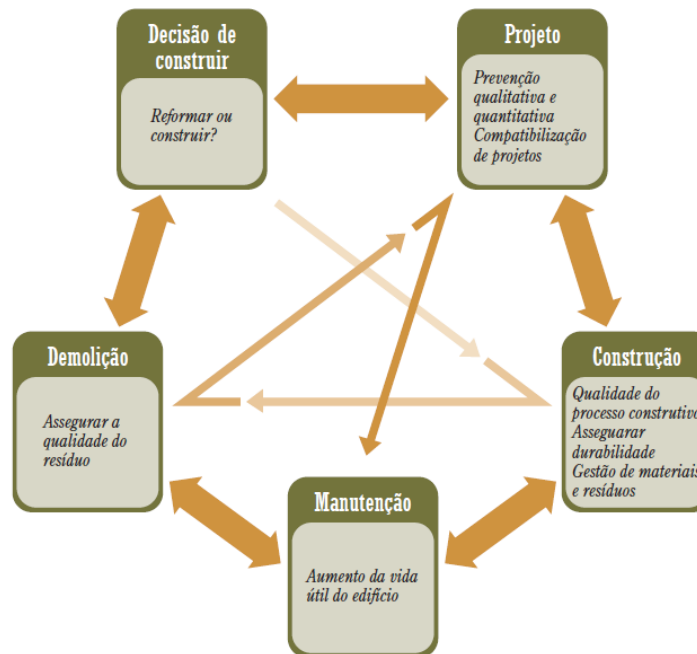 Decisão de
construir
Reformar ou
construir?
Projeto
Prevenção
qualitativa e
quantitativa
Compatibilização
de projetos
Demolição
Assegurar a
qualidade do
resíduo
Construção
Qualidade do
processo construtivo
Asseguarar
durabilidade
Gestão de materiais
e resíduos
Manutenção
Aumento da vida
útil do edifício